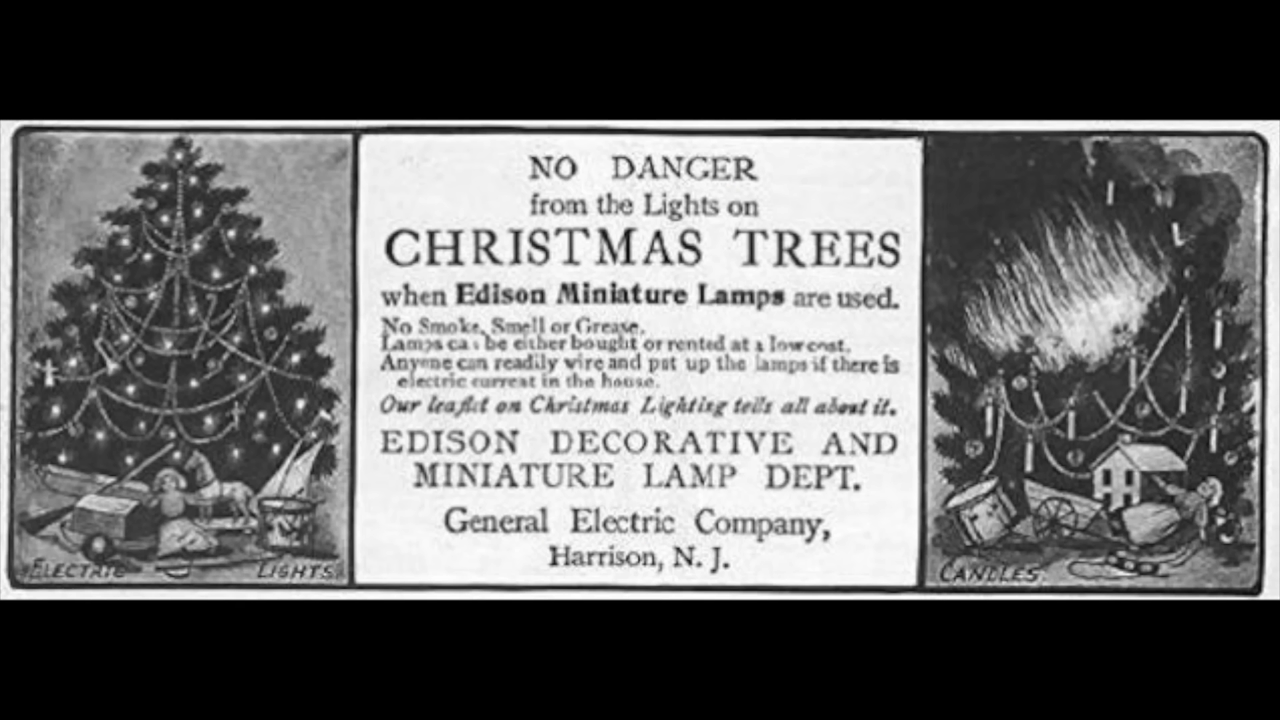 NO DANGER
from the Lights on
CHRISTMAS TREES
when Edison Miniature Lamps are used.
No Smoke, Smell or Grease.
Lamps can be either bought or rented at a low cost.
Anyone can readily wire and put up the lamps if there is
electric current in the house.
Our leaflet on Christmas Lighting tells all about it.
EDISON DECORATIVE AND
MINIATURE LAMP DEPT.
General Electric Company,
Harrison, N. J.
ELECTRIC LIGHTS
CANDLES